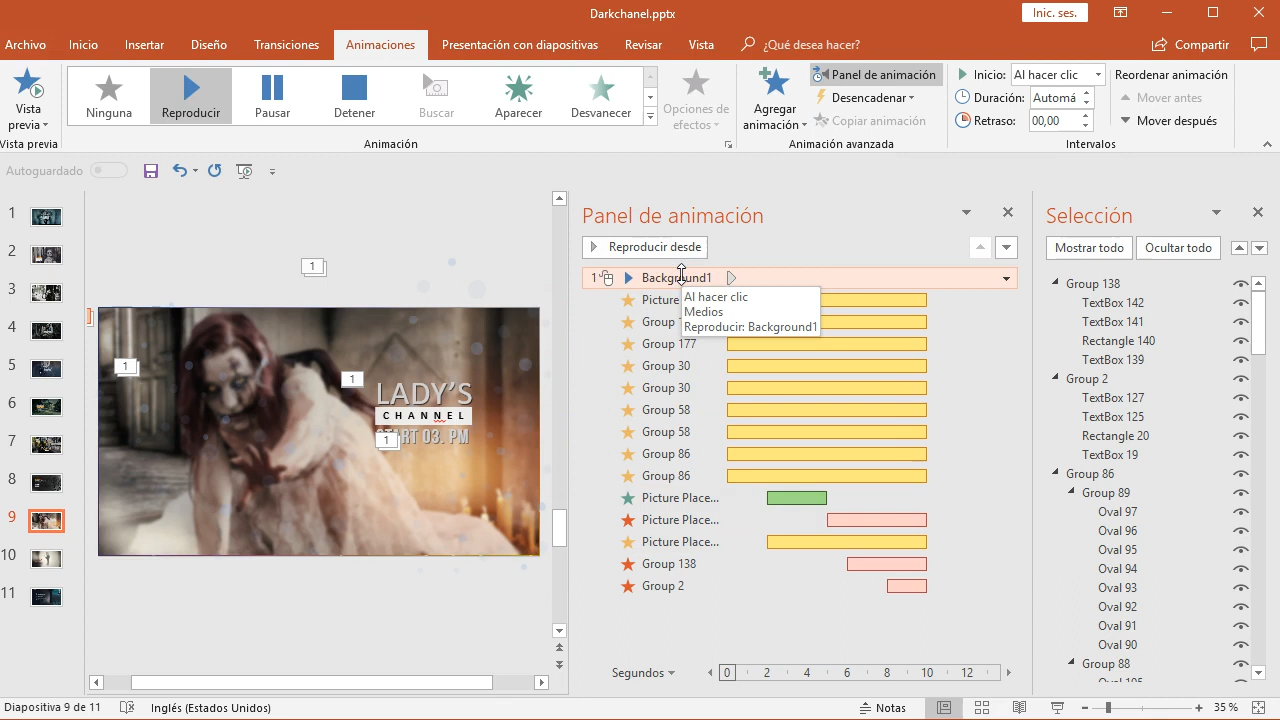 Darkchanel.pptx
Inic. ses.
Archivo Inicio Insertar Diseño Transiciones Animaciones Presentación con diapositivas Revisar Vista ¿Qué desea hacer? Compartir
Vista previa
Ninguna Reproducir Pausar Detener Buscar Aparecer Desvanecer
Opciones de efectos
Agregar animación
Panel de animación
Desencadenar
Copiar animación
Inicio: Al hacer clic
Duración: Automá
Retraso: 00,00
Reordenar animación
Mover antes
Mover después
Vista previa Animación Animación avanzada Intervalos
Autoguardado
1
2
3
4
5
6
7
8
9
10
11
1
1
1
1
LADY'S
CHANNEL
START 03. PM
Panel de animación
Reproducir desde
1 Background1
Al hacer clic
Medios
Reproducir: Background1
Picture
Group
Group 177
Group 30
Group 30
Group 58
Group 58
Group 86
Group 86
Picture Place...
Picture Place...
Picture Place...
Group 138
Group 2
Segundos 0 2 4 6 8 10 12
Selección
Mostrar todo Ocultar todo
Group 138
TextBox 142
TextBox 141
Rectangle 140
TextBox 139
Group 2
TextBox 127
TextBox 125
Rectangle 20
TextBox 19
Group 86
Group 89
Oval 97
Oval 96
Oval 95
Oval 94
Oval 93
Oval 92
Oval 91
Oval 90
Group 88
Diapositiva 9 de 11 Inglés (Estados Unidos) Notas 35 %